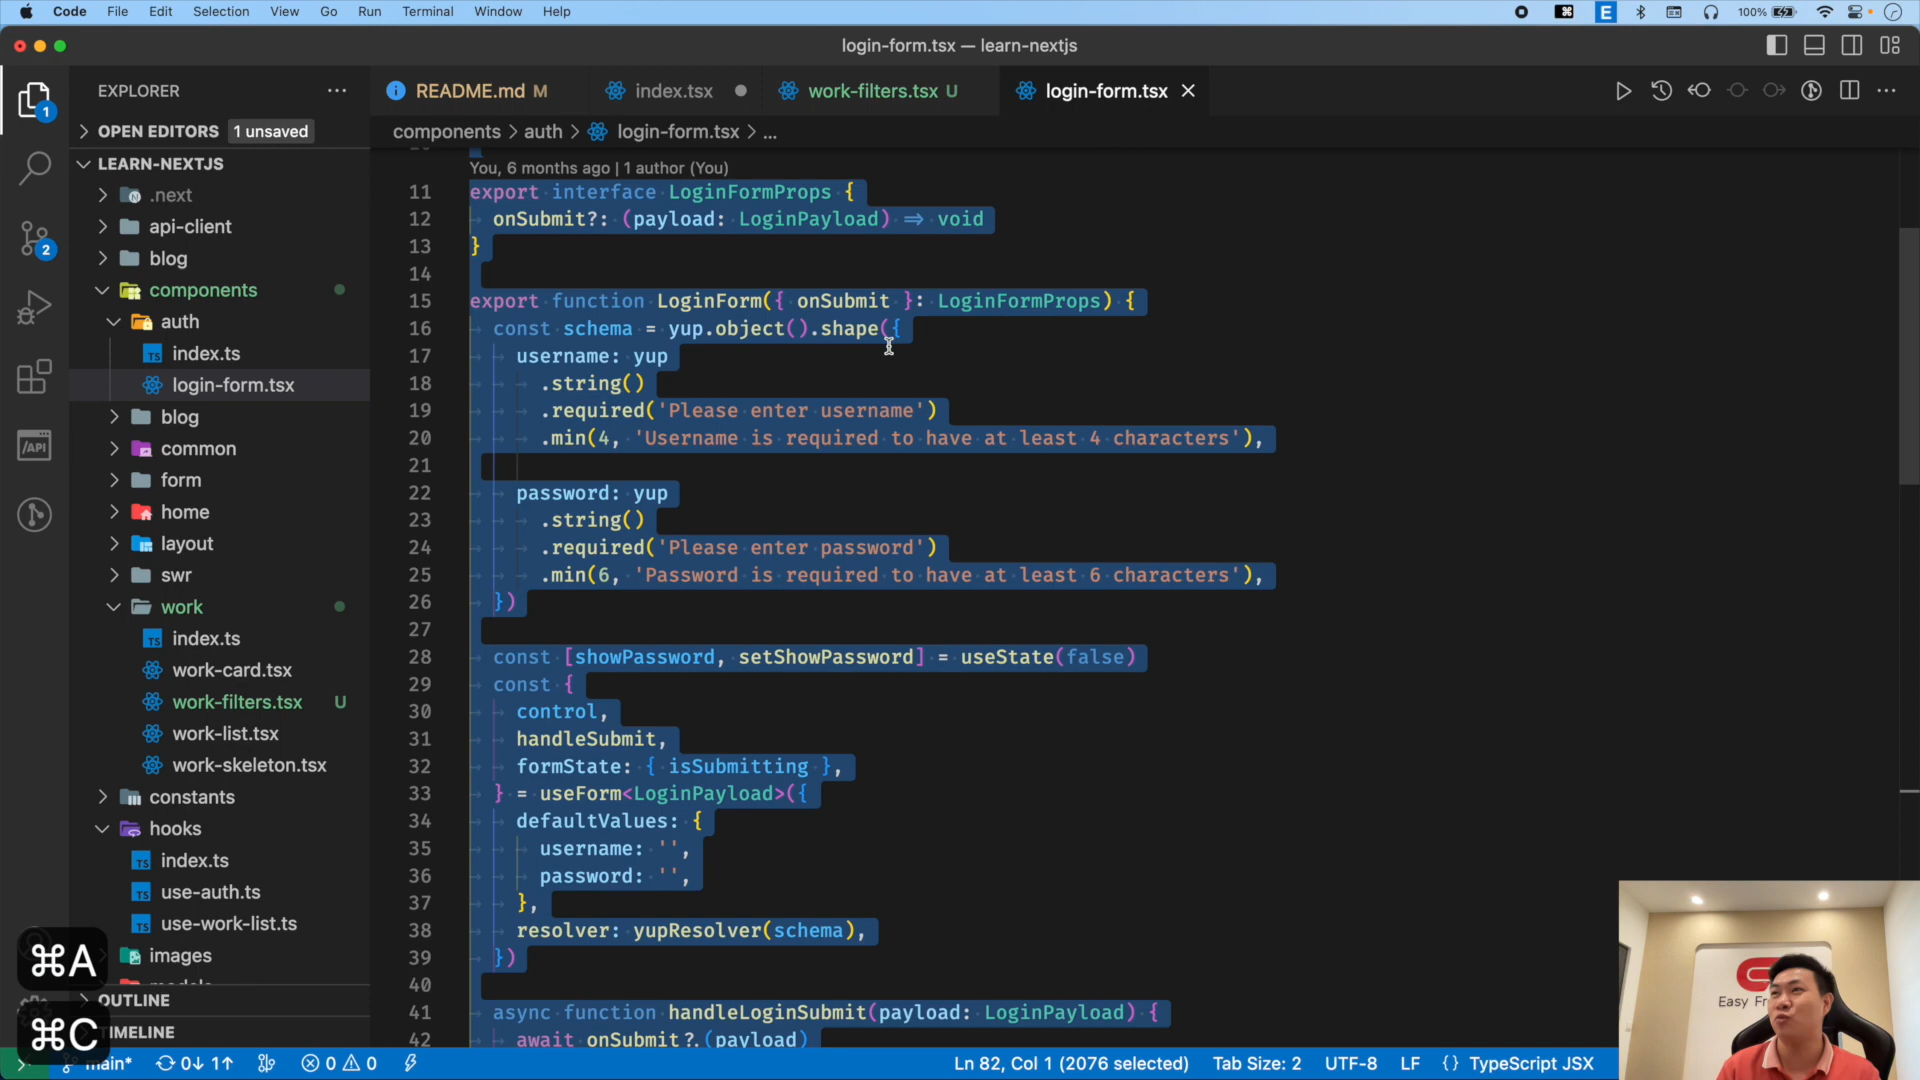 Code File Edit Selection View Go Run Terminal Window Help
E
100%
login-form.tsx — learn-nextjs
EXPLORER
README.md M
index.tsx
work-filters.tsx U
login-form.tsx
OPEN EDITORS 1 unsaved
components > auth > login-form.tsx > ...
LEARN-NEXTJS
.next
api-client
blog
components
auth
TS index.ts
login-form.tsx
blog
common
form
home
layout
swr
work
TS index.ts
work-card.tsx
work-filters.tsx U
work-list.tsx
work-skeleton.tsx
constants
hooks
TS index.ts
TS use-auth.ts
TS use-work-list.ts
images
OUTLINE
TIMELINE
1
2
/API
⌘A
⌘C
You, 6 months ago | 1 author (You)
11 export interface LoginFormProps {
12 onSubmit?: (payload: LoginPayload) => void
13 }
14
15 export function LoginForm({ onSubmit }: LoginFormProps) {
16 const schema = yup.object().shape({
17 username: yup
18 .string()
19 .required('Please enter username')
20 .min(4, 'Username is required to have at least 4 characters'),
21
22 password: yup
23 .string()
24 .required('Please enter password')
25 .min(6, 'Password is required to have at least 6 characters'),
26 })
27
28 const [showPassword, setShowPassword] = useState(false)
29 const {
30 control,
31 handleSubmit,
32 formState: { isSubmitting },
33 } = useForm<LoginPayload>({
34 defaultValues: {
35 username: '',
36 password: '',
37 },
38 resolver: yupResolver(schema),
39 })
40
41 async function handleLoginSubmit(payload: LoginPayload) {
42 await onSubmit?.(payload)
Easy
main* 0↓ 1↑ 0 0
Ln 82, Col 1 (2076 selected) Tab Size: 2 UTF-8 LF {} TypeScript JSX